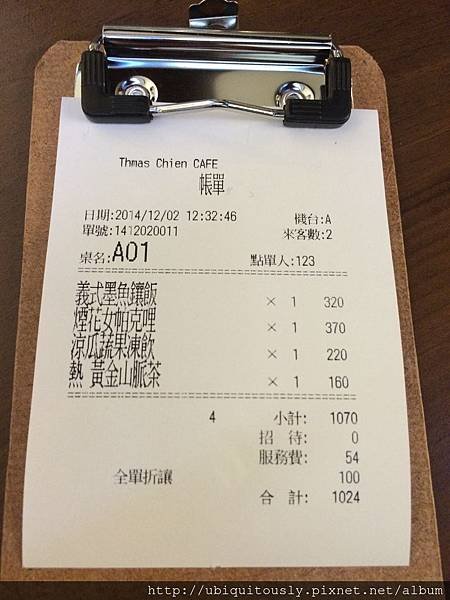 Thmas Chien CAFE
帳單
日期:2014/12/02 12:32:46 機台:A
單號:1412020011 來客數:2
桌名:A01 點單人:123
義式墨魚鑲飯 × 1 320
煙花女帕克哩 × 1 370
涼瓜蔬果凍飲 × 1 220
熱 黃金山脈茶 × 1 160
4 小計: 1070
招 待: 0
服務費: 54
全單折讓 100
合 計: 1024
http://ubiquitously.pixnet.net/album